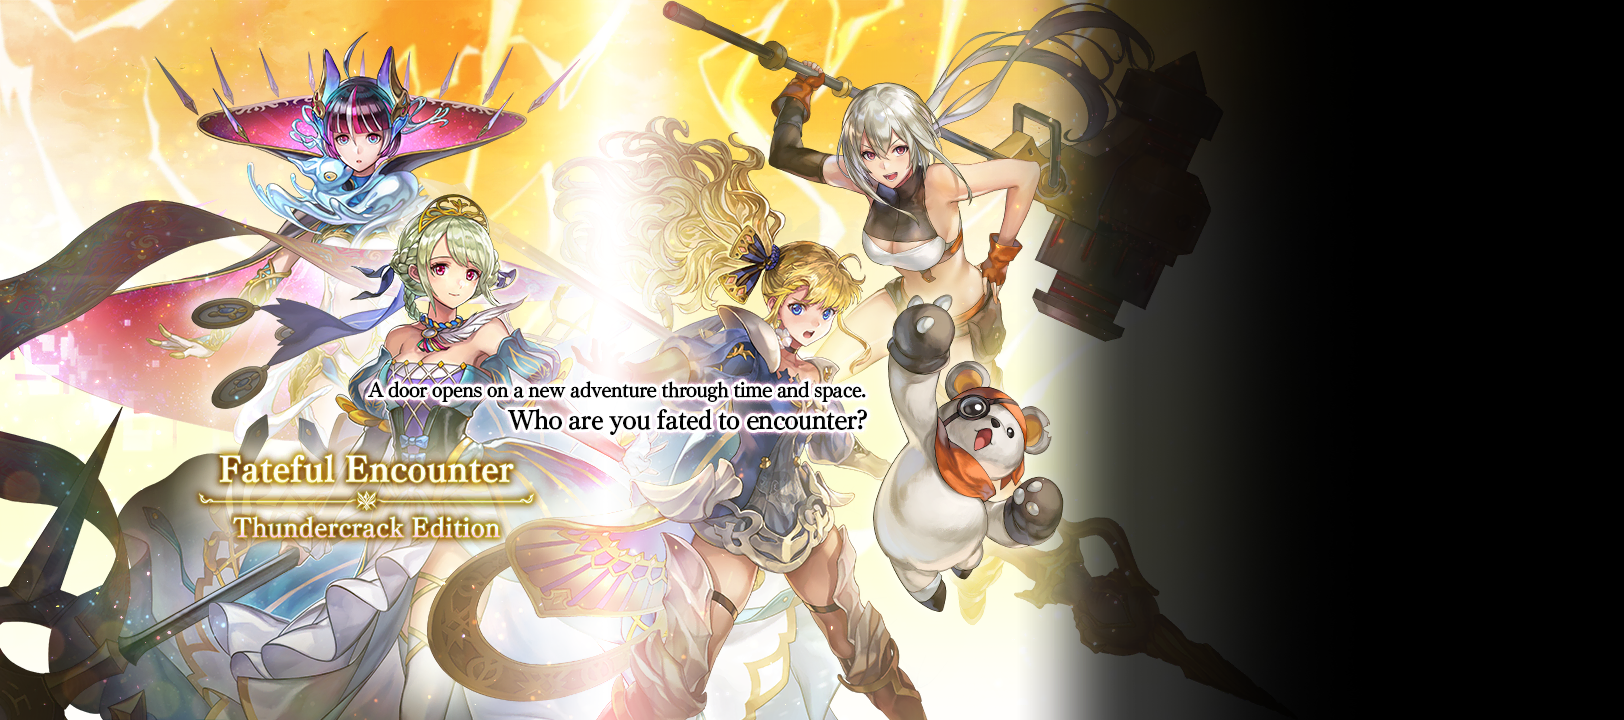 A door opens on a new adventure through time and space.
Who are you fated to encounter?
Fateful Encounter
Thundercrack Edition